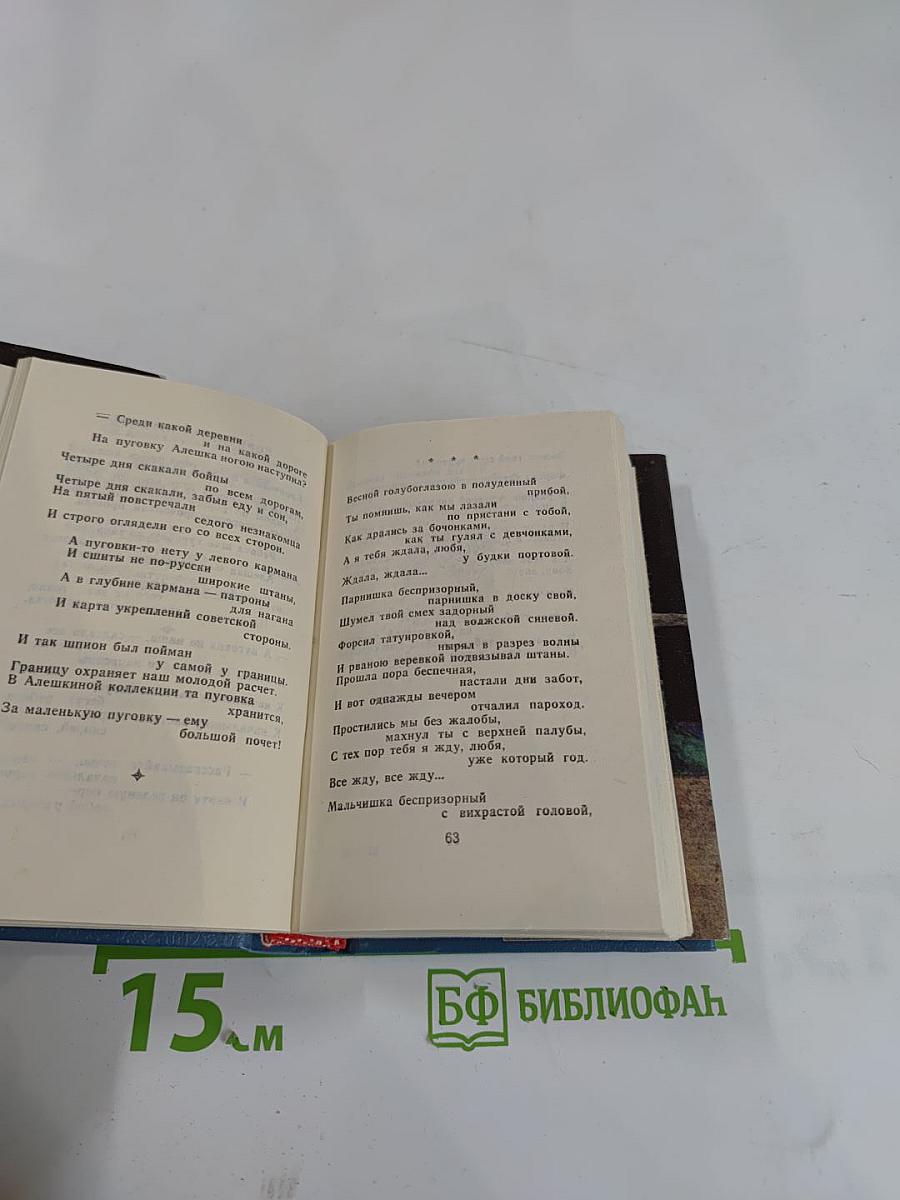 — Среди какой деревни
и на какой дороге
На пуговку Алешка ногою наступил?
Четыре дня скакали бойцы
по всем дорогам,
Четыре дня скакали, забыв еду и сон,
На пятый повстречали
седого незнакомца
И строго оглядели его со всех сторон.
А пуговки-то нету у левого кармана
И сшиты не по-русски
широкие штаны,
А в глубине кармана — патроны
для нагана
И карта укреплений советской
стороны.
И так шпион был пойман
у самой у границы.
Границу охраняет наш молодой расчет.
В Алешкиной коллекции та пуговка
хранится,
За маленькую пуговку — ему
большой почет!
* * *
Весной голубоглазою в полуденный
прибой.
Ты помнишь, как мы лазали
по пристани с тобой,
Как дрались за бочонками,
как ты гулял с девчонками,
А я тебя ждала, любя,
у будки портовой.
Ждала, ждала...
Парнишка беспризорный,
парнишка в доску свой,
Шумел твой смех задорный
над волжской синевой.
Форсил татуировкой,
нырял в разрез волны
И рваною веревкой подвязывал штаны.
Прошла пора беспечная,
настали дни забот,
И вот однажды вечером
отчалил пароход.
Простились мы без жалобы,
махнул ты с верхней палубы,
С тех пор тебя я жду, любя,
уже который год.
Все жду, все жду...
Мальчишка беспризорный
с вихрастой головой,
63
15 см
БФ БИБЛИОФАН